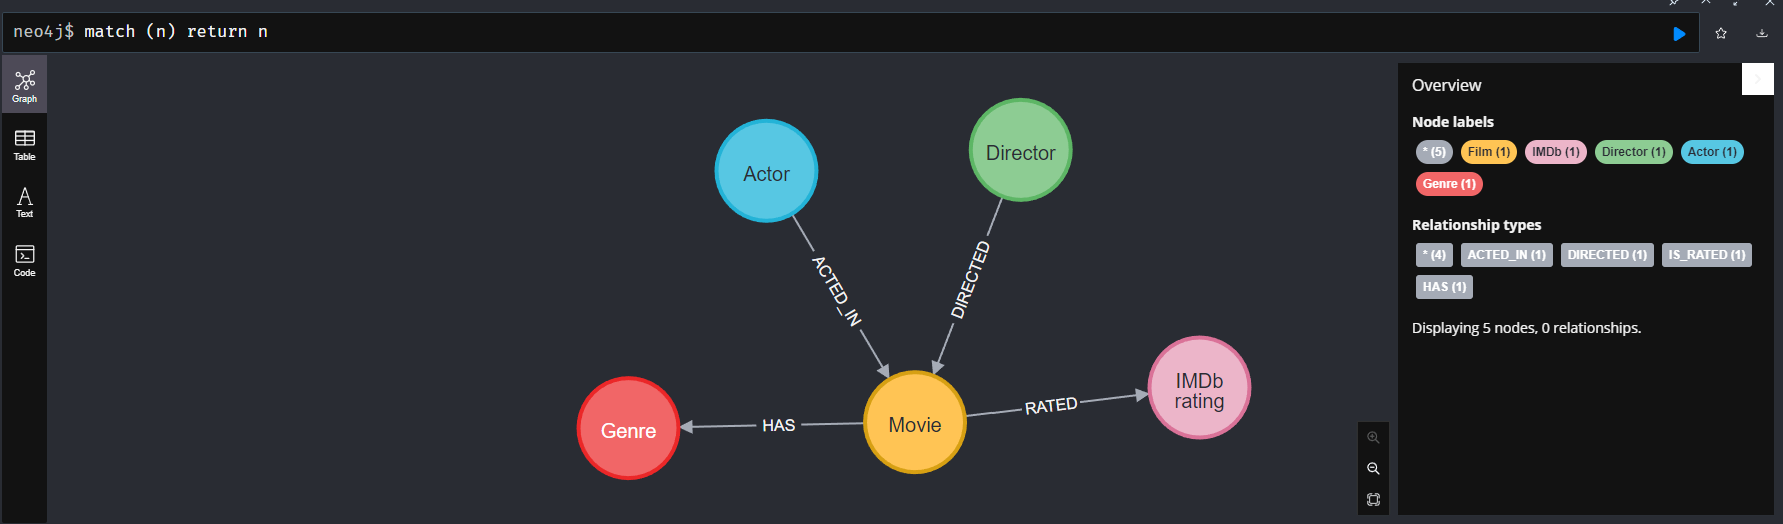 neo4j$ match (n) return n
Graph
Table
Text
Code
Actor
Director
ACTED_IN
DIRECTED
Genre
HAS
Movie
RATED
IMDb
rating
Overview
Node labels
* (5) Film (1) IMDb (1) Director (1) Actor (1)
Genre (1)
Relationship types
* (4) ACTED_IN (1) DIRECTED (1) IS_RATED (1)
HAS (1)
Displaying 5 nodes, 0 relationships.